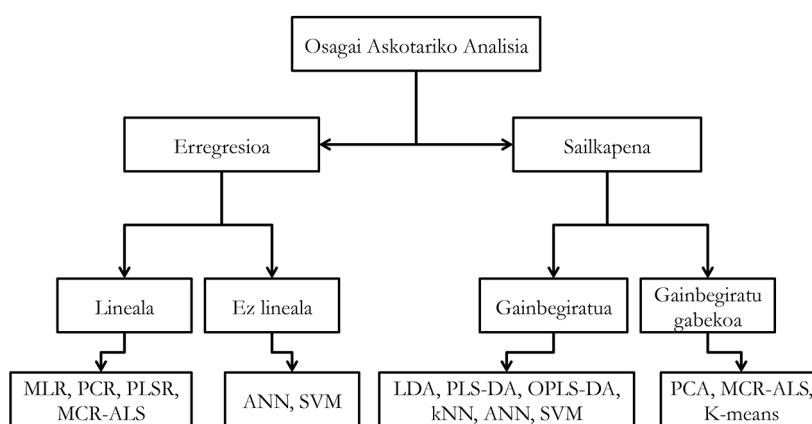 Osagai Askotariko Analisia
Erregresioa
Sailkapena
Lineala
Ez lineala
Gainbegiratua
Gainbegiratu
gabekoa
MLR, PCR, PLSR,
MCR-ALS
ANN, SVM
LDA, PLS-DA, OPLS-DA,
kNN, ANN, SVM
PCA, MCR-ALS,
K-means